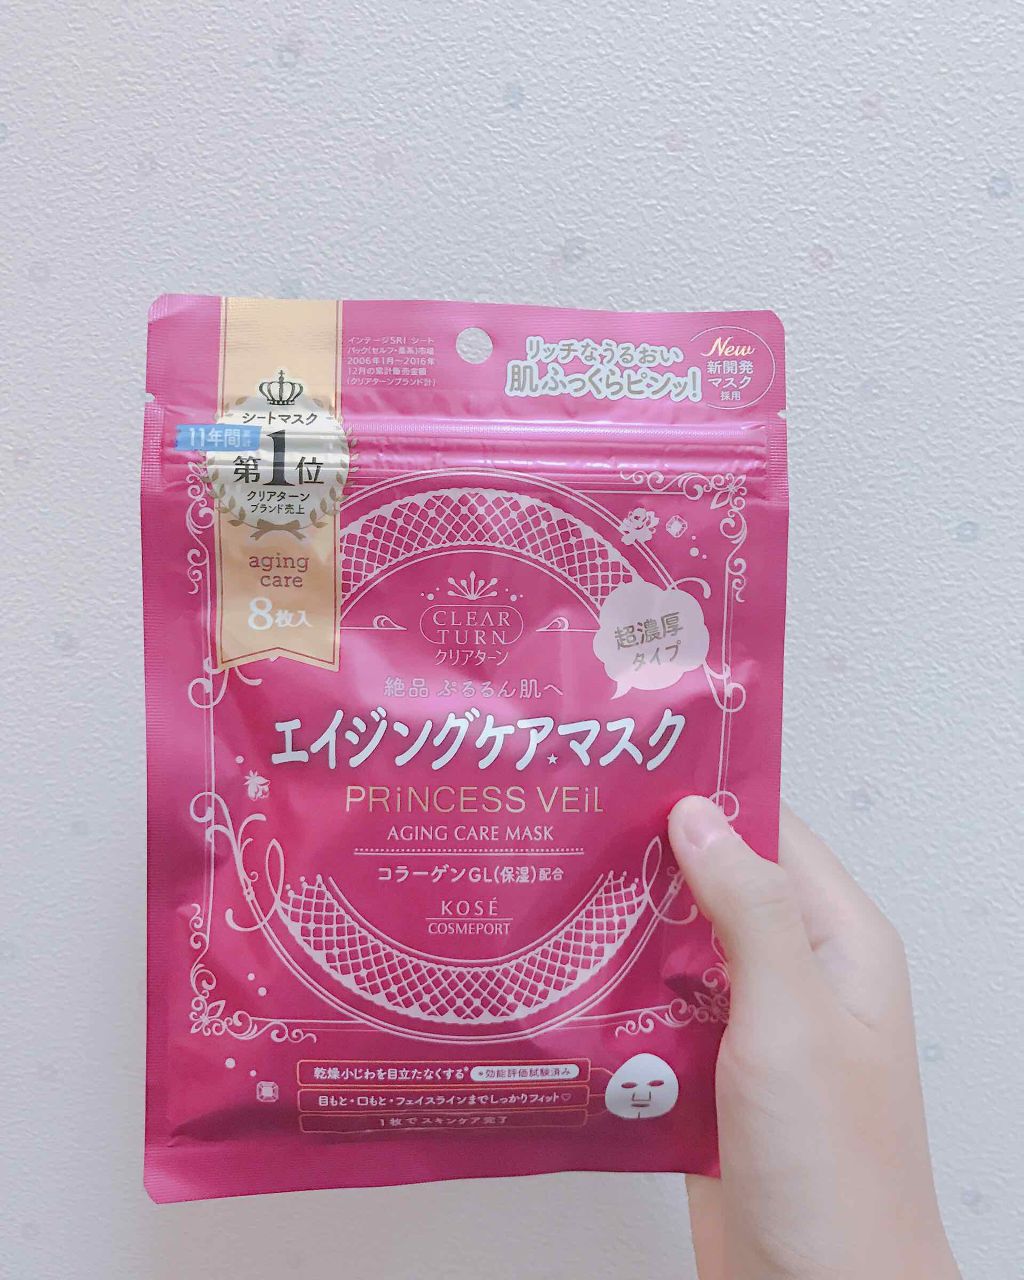 インテージSRI シート
パック(セルフ・薬系)市場
2006年1月〜2016年
12月の累計販売金額
(クリアターンブランド計)
リッチなうるおい
肌ふっくらピンッ!
New
新開発
マスク
採用
シートマスク
11年間累計
第1位
クリアターン
ブランド売上
aging
care
8枚入
CLEAR
TURN
クリアターン
超濃厚
タイプ
絶品 ぷるるん肌へ
エイジングケア★マスク
PRiNCESS VEiL
AGING CARE MASK
コラーゲンGL(保湿)配合
KOSÉ
COSMEPORT
乾燥小じわを目立たなくする* *効能評価試験済み
目もと・口もと・フェイスラインまでしっかりフィット♡
1枚でスキンケア完了